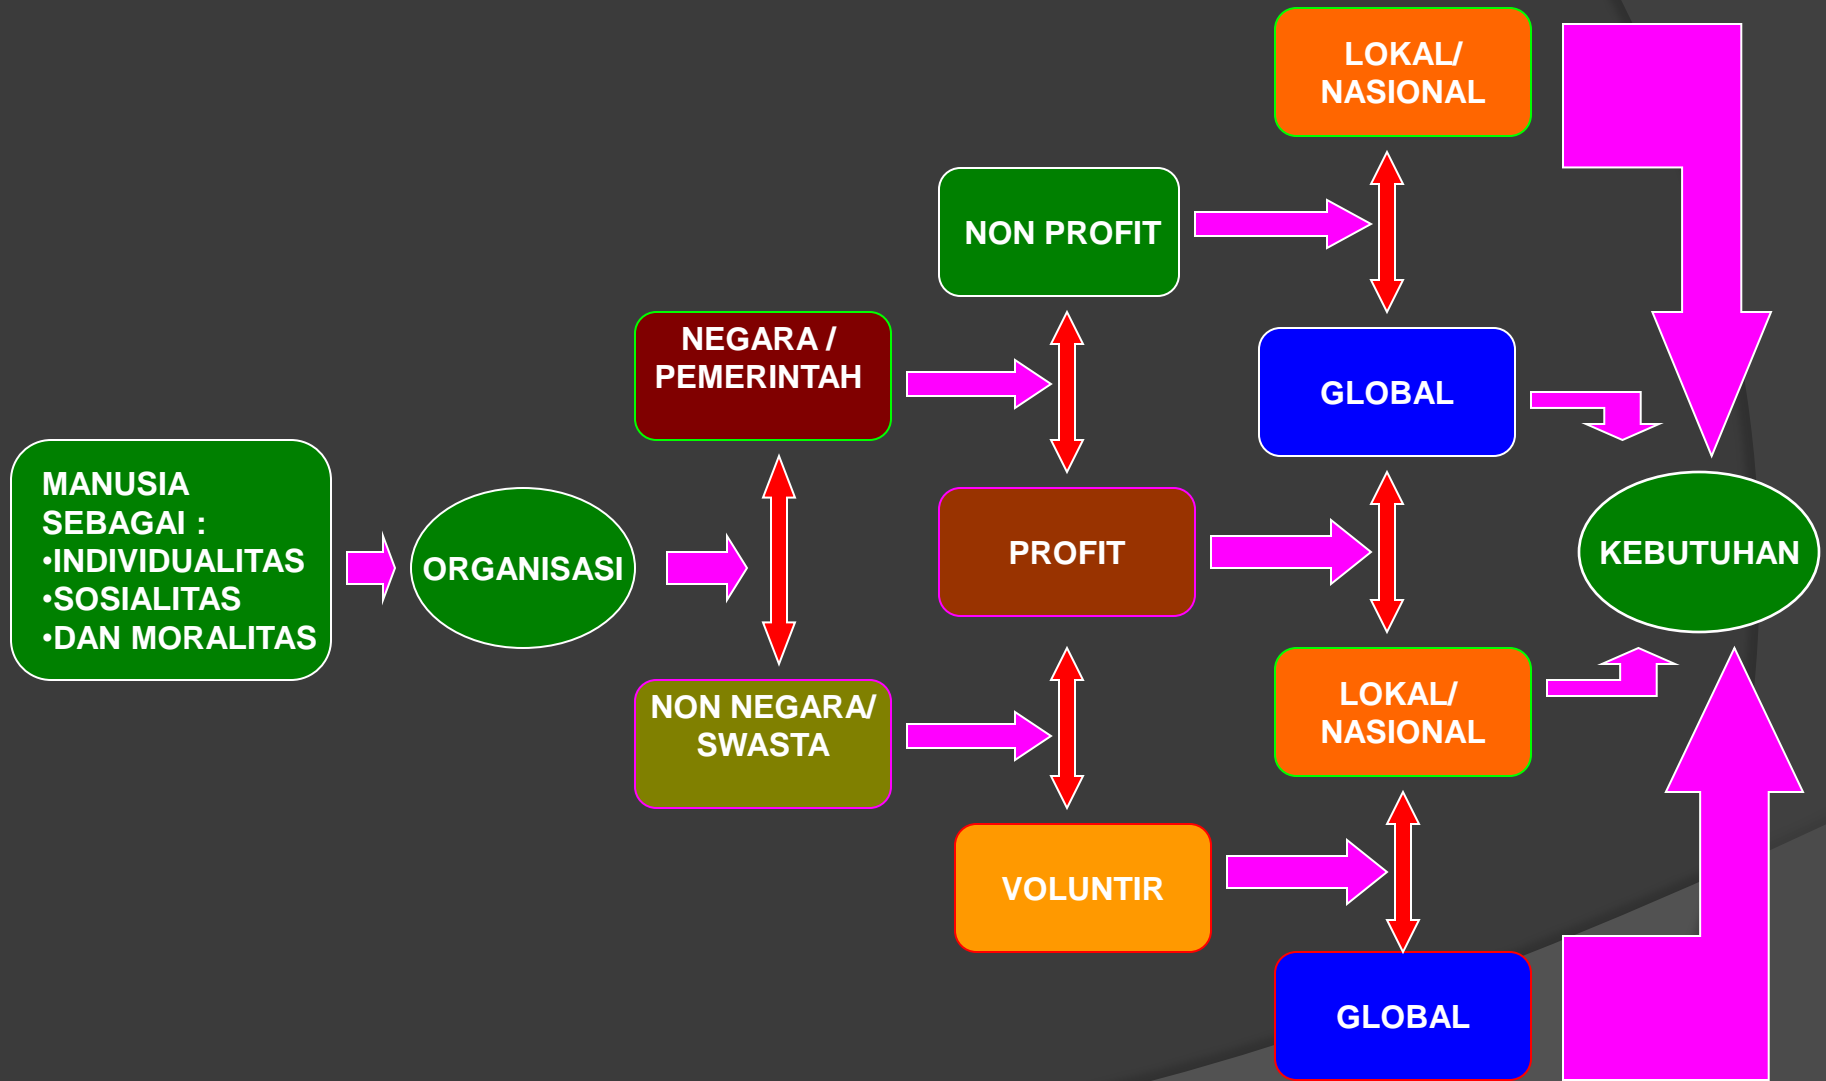 MANUSIA
SEBAGAI :
•INDIVIDUALITAS
•SOSIALITAS
•DAN MORALITAS
ORGANISASI
NEGARA /
PEMERINTAH
NON NEGARA/
SWASTA
NON PROFIT
PROFIT
VOLUNTIR
LOKAL/
NASIONAL
GLOBAL
LOKAL/
NASIONAL
GLOBAL
KEBUTUHAN